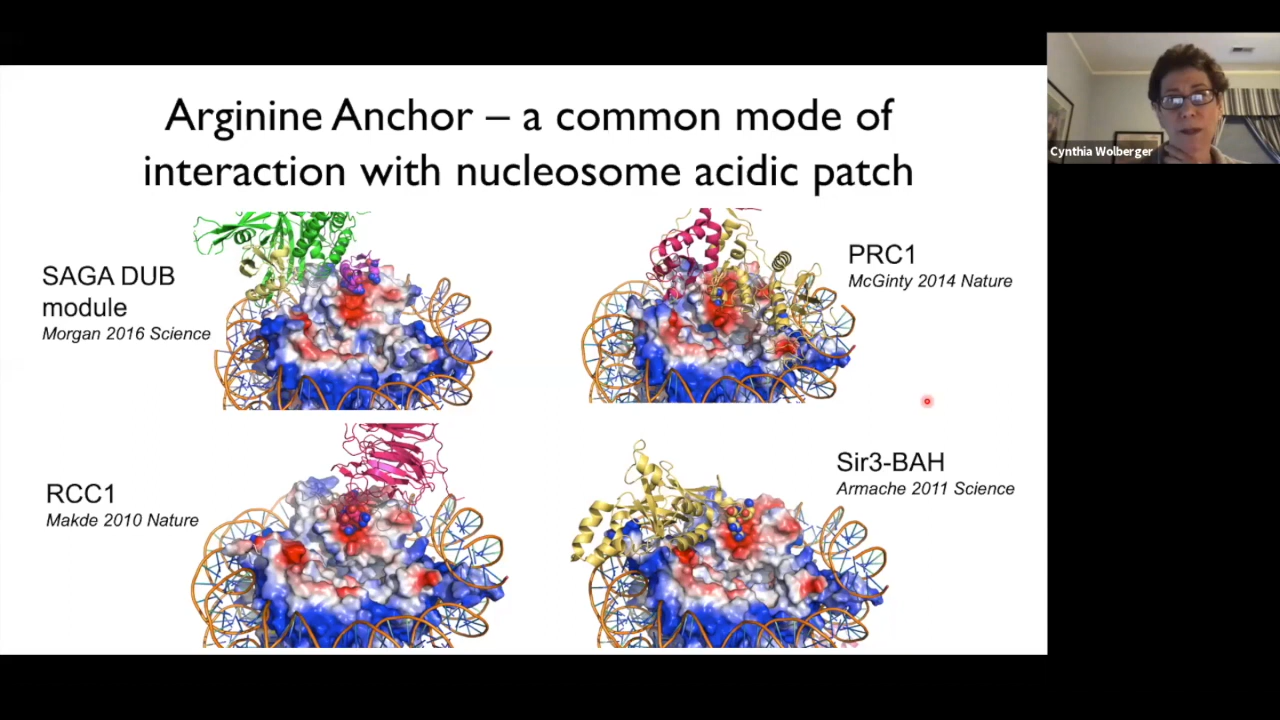 Arginine Anchor – a common mode of
interaction with nucleosome acidic patch
Cynthia Wolberger
SAGA DUB
module
Morgan 2016 Science
PRC1
McGinty 2014 Nature
RCC1
Makde 2010 Nature
Sir3-BAH
Armache 2011 Science